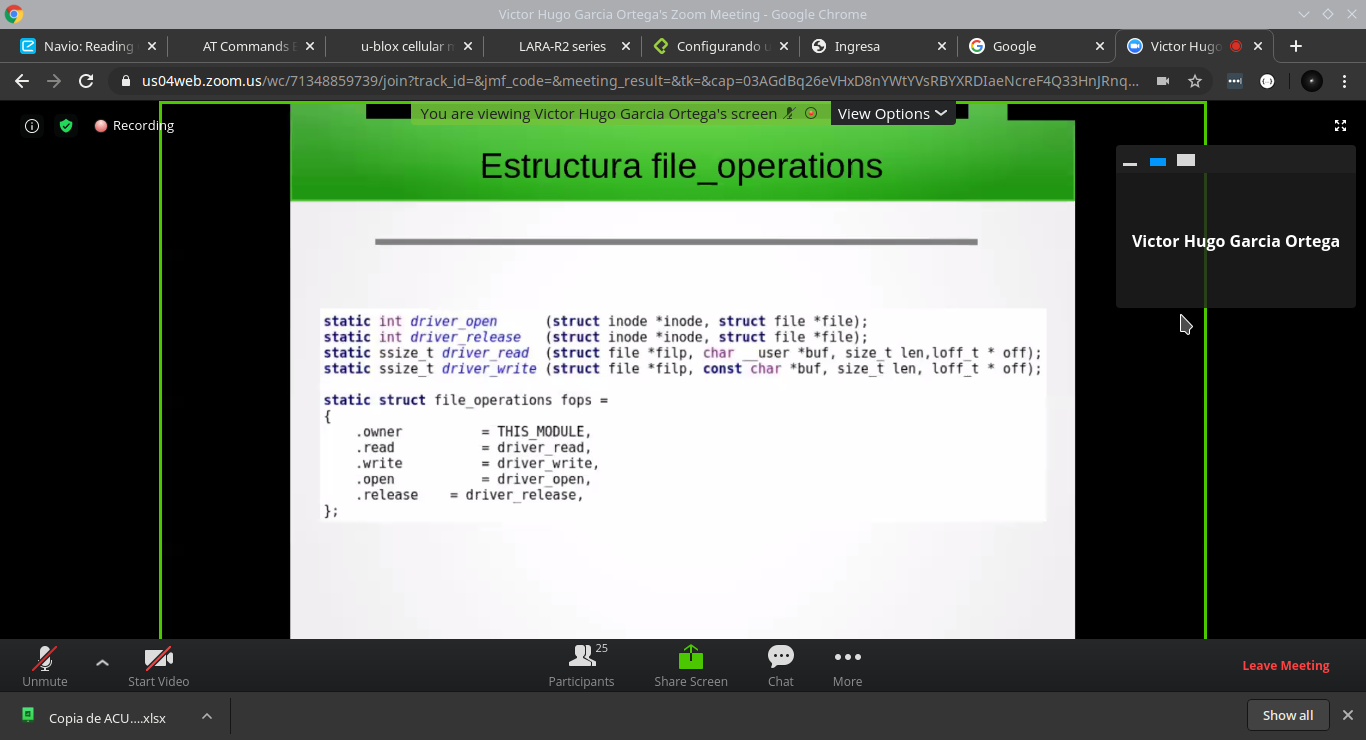 Victor Hugo Garcia Ortega's Zoom Meeting - Google Chrome
Navio: Reading
AT Commands
u-blox cellular
LARA-R2 series
Configurando
Ingresa
Google
Victor Hugo
us04web.zoom.us/wc/71348859739/join?track_id=&jmf_code=&meeting_result=&tk=&cap=03AGdBq26eVHxD8nYWtYVsRBYXRDIaeNcreF4Q33HnJRnq...
Recording
You are viewing Victor Hugo Garcia Ortega's screen
View Options
Estructura file_operations
Victor Hugo Garcia Ortega
static int driver_open (struct inode *inode, struct file *file);
static int driver_release (struct inode *inode, struct file *file);
static ssize_t driver_read (struct file *filp, char __user *buf, size_t len,loff_t * off);
static ssize_t driver_write (struct file *filp, const char *buf, size_t len, loff_t * off);
static struct file_operations fops =
{
.owner = THIS_MODULE,
.read = driver_read,
.write = driver_write,
.open = driver_open,
.release = driver_release,
};
Unmute
Start Video
25
Participants
Share Screen
Chat
More
Leave Meeting
Copia de ACU....xlsx
Show all